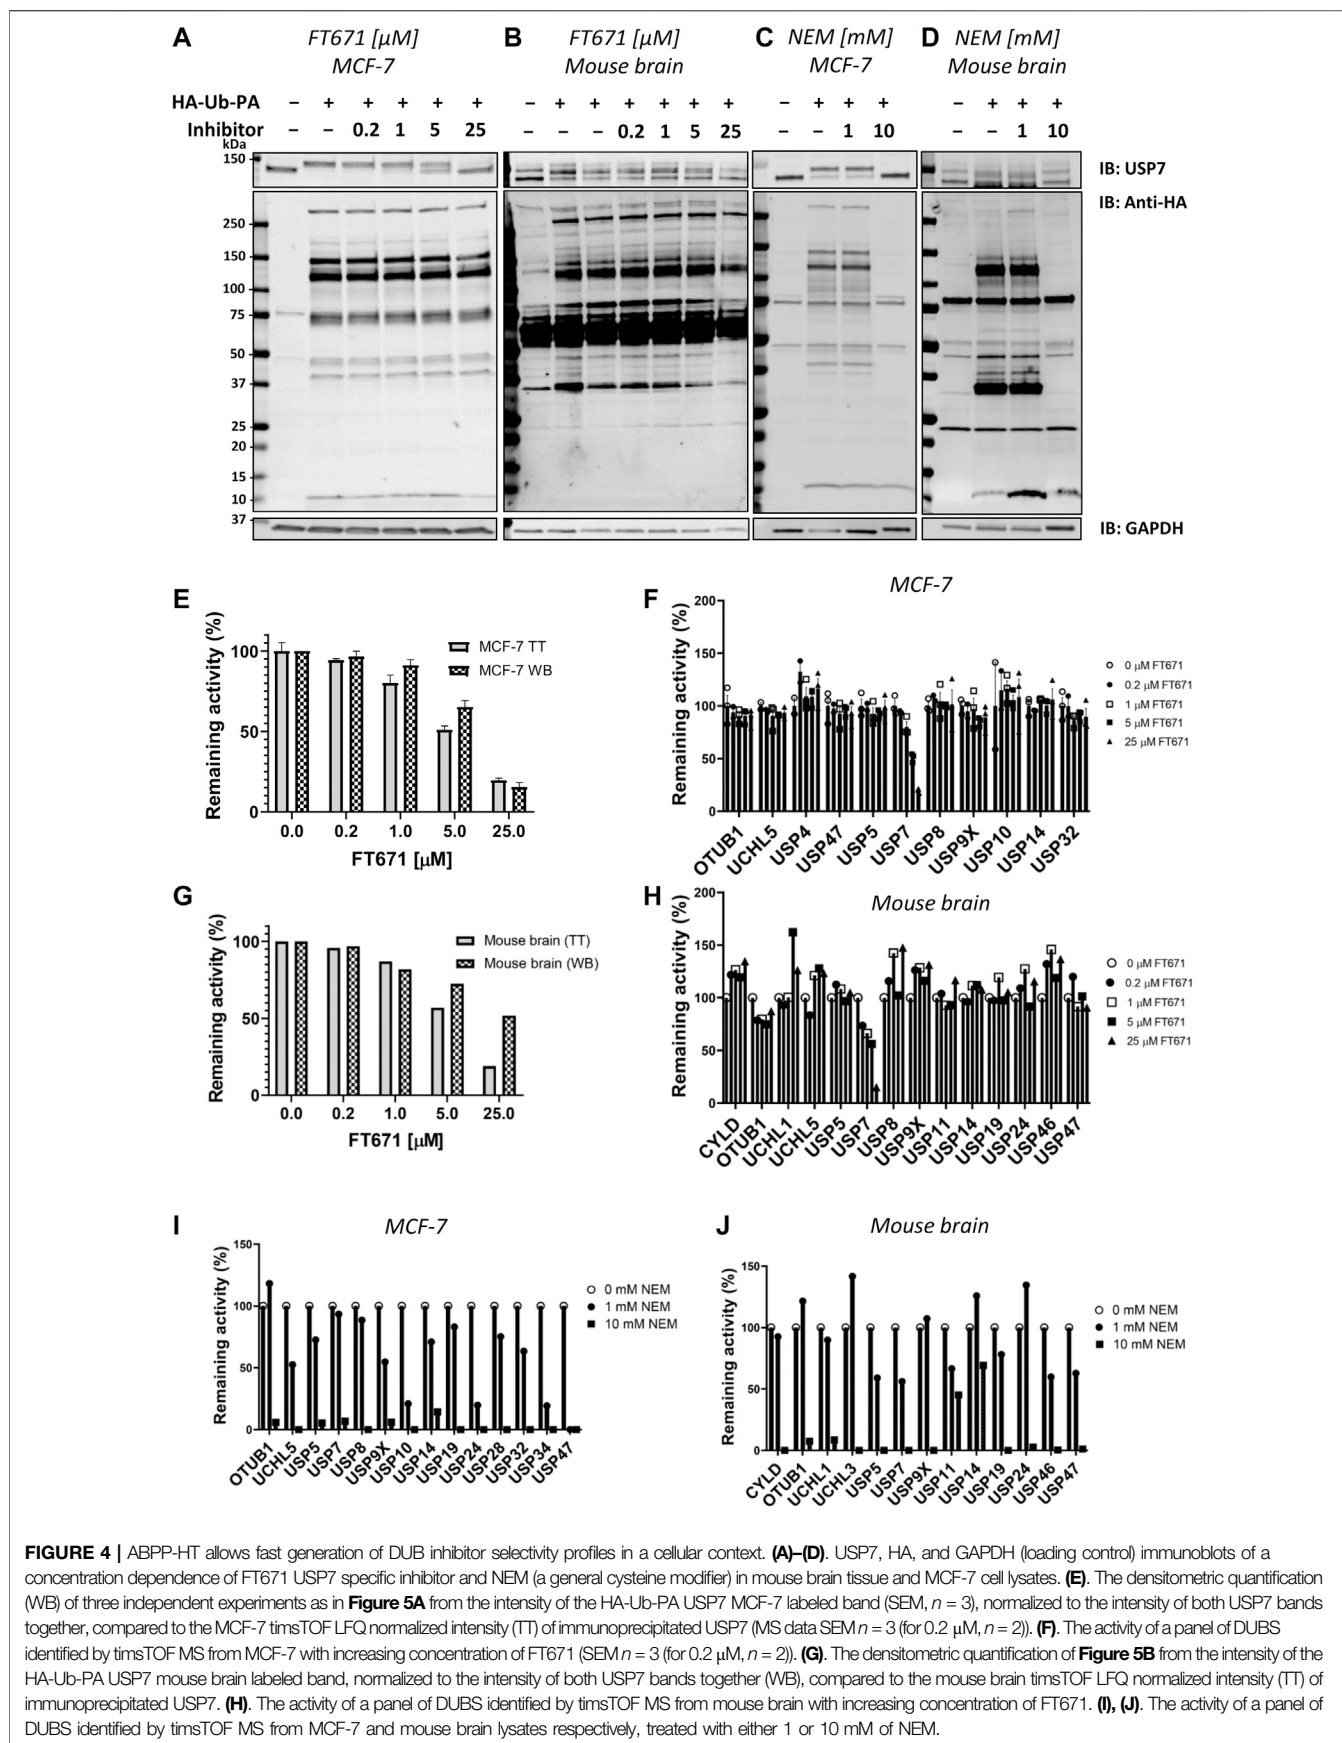 A FT671 [µM] B FT671 [µM] C NEM [mM] D NEM [mM]
MCF-7 Mouse brain MCF-7 Mouse brain
HA-Ub-PA − + + + + + − + + + + + + − + + + − + + +
Inhibitor − − 0.2 1 5 25 − − − 0.2 1 5 25 − − 1 10 − − 1 10
kDa
150
IB: USP7
IB: Anti-HA
250
150
100
75
50
37
25
20
15
10
37
IB: GAPDH
E
Remaining activity (%)
100
50
0
0.0 0.2 1.0 5.0 25.0
FT671 [µM]
MCF-7 TT
MCF-7 WB
F
MCF-7
Remaining activity (%)
200
150
100
50
0
OTUB1 UCHL5 USP4 USP47 USP5 USP7 USP8 USP9X USP10 USP14 USP32
0 µM FT671
0.2 µM FT671
1 µM FT671
5 µM FT671
25 µM FT671
G
Remaining activity (%)
100
50
0
0.0 0.2 1.0 5.0 25.0
FT671 [µM]
Mouse brain (TT)
Mouse brain (WB)
H
Mouse brain
Remaining activity (%)
200
150
100
50
0
CYLD OTUB1 UCHL1 UCHL5 USP5 USP7 USP8 USP9X USP11 USP14 USP19 USP24 USP46 USP47
0 µM FT671
0.2 µM FT671
1 µM FT671
5 µM FT671
25 µM FT671
I
MCF-7
Remaining activity (%)
150
100
50
0
OTUB1 UCHL5 USP5 USP7 USP8 USP9X USP10 USP14 USP19 USP24 USP28 USP32 USP34 USP47
0 mM NEM
1 mM NEM
10 mM NEM
J
Mouse brain
Remaining activity (%)
150
100
50
0
CYLD OTUB1 UCHL1 UCHL3 USP5 USP7 USP9X USP11 USP14 USP19 USP24 USP46 USP47
0 mM NEM
1 mM NEM
10 mM NEM
FIGURE 4 | ABPP-HT allows fast generation of DUB inhibitor selectivity profiles in a cellular context. (A)–(D). USP7, HA, and GAPDH (loading control) immunoblots of a
concentration dependence of FT671 USP7 specific inhibitor and NEM (a general cysteine modifier) in mouse brain tissue and MCF-7 cell lysates. (E). The densitometric quantification
(WB) of three independent experiments as in Figure 5A from the intensity of the HA-Ub-PA USP7 MCF-7 labeled band (SEM, n = 3), normalized to the intensity of both USP7 bands
together, compared to the MCF-7 timsTOF LFQ normalized intensity (TT) of immunoprecipitated USP7 (MS data SEM n = 3 (for 0.2 µM, n = 2)). (F). The activity of a panel of DUBS
identified by timsTOF MS from MCF-7 with increasing concentration of FT671 (SEM n = 3 (for 0.2 µM, n = 2)). (G). The densitometric quantification of Figure 5B from the intensity of the
HA-Ub-PA USP7 mouse brain labeled band, normalized to the intensity of both USP7 bands together (WB), compared to the mouse brain timsTOF LFQ normalized intensity (TT) of
immunoprecipitated USP7. (H). The activity of a panel of DUBS identified by timsTOF MS from mouse brain with increasing concentration of FT671. (I), (J). The activity of a panel of
DUBS identified by timsTOF MS from MCF-7 and mouse brain lysates respectively, treated with either 1 or 10 mM of NEM.